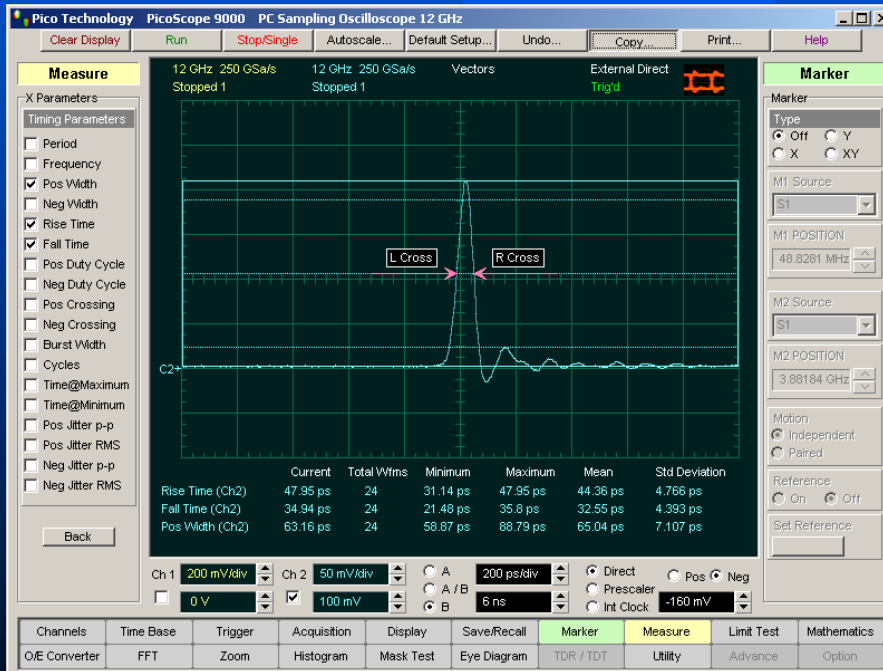 Pico Technology PicoScope 9000 PC Sampling Oscilloscope 12 GHz
Clear Display Run Stop/Single Autoscale... Default Setup... Undo... Copy... Print... Help
Measure
X Parameters
Timing Parameters
Period
Frequency
Pos Width
Neg Width
Rise Time
Fall Time
Pos Duty Cycle
Neg Duty Cycle
Pos Crossing
Neg Crossing
Burst Width
Cycles
Time@Maximum
Time@Minimum
Pos Jitter p-p
Pos Jitter RMS
Neg Jitter p-p
Neg Jitter RMS
Back
12 GHz 250 GSa/s 12 GHz 250 GSa/s Vectors External Direct
Stopped 1 Stopped 1 Trig'd
L Cross R Cross
C2
Current Total Wfms Minimum Maximum Mean Std Deviation
Rise Time (Ch2) 47.95 ps 24 31.14 ps 47.95 ps 44.36 ps 4.766 ps
Fall Time (Ch2) 34.94 ps 24 21.48 ps 35.8 ps 32.55 ps 4.393 ps
Pos Width (Ch2) 63.16 ps 24 58.87 ps 88.79 ps 65.04 ps 7.107 ps
Marker
Marker
Type
Off Y
X XY
M1 Source
S1
M1 POSITION
48.8281 MHz
M2 Source
S1
M2 POSITION
3.88184 GHz
Motion
Independent
Paired
Reference
On Off
Set Reference
Ch 1 200 mV/div Ch 2 50 mV/div A 200 ps/div Direct Pos Neg
A / B Prescaler
0 V 100 mV B 6 ns Int Clock -160 mV
Channels Time Base Trigger Acquisition Display Save/Recall Marker Measure Limit Test Mathematics
O/E Converter FFT Zoom Histogram Mask Test Eye Diagram TDR / TDT Utility Advance Option